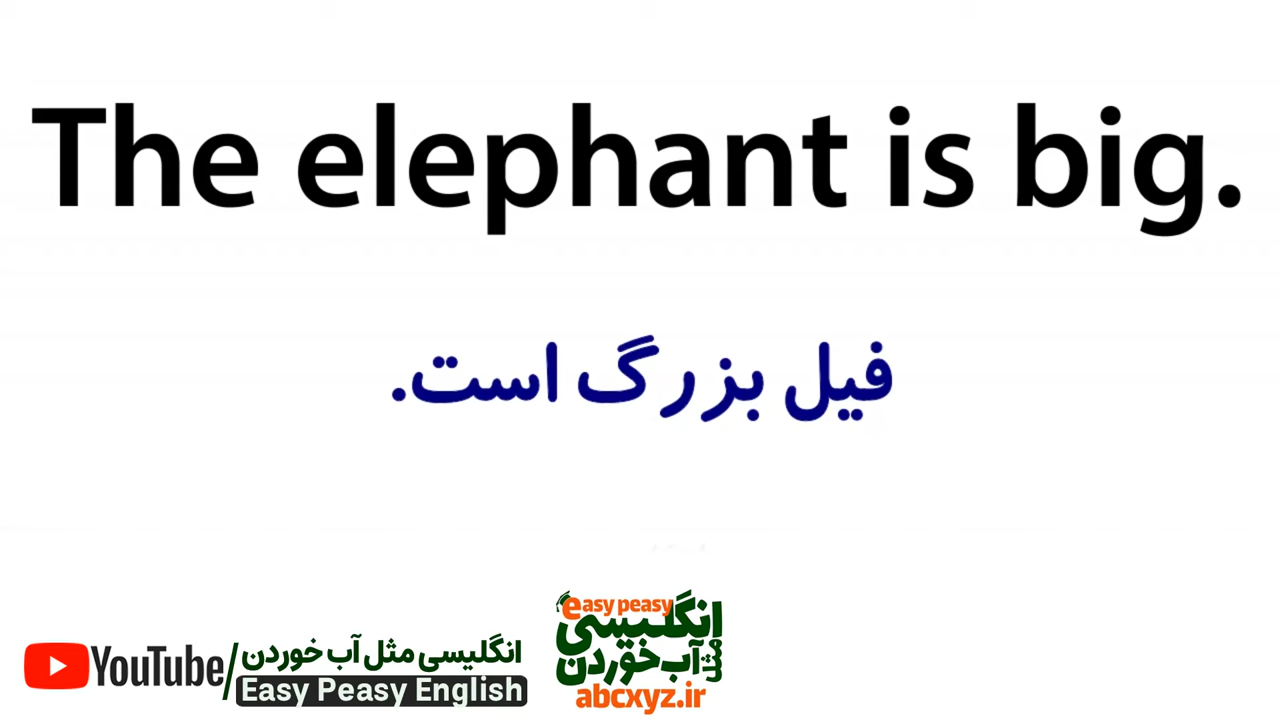 The elephant is big.
فیل بزرگ است.
YouTube/انگلیسی مثل آب خوردن
Easy Peasy English
easy peasy
انگلیسی
مثل
آب خوردن
abcxyz.ir